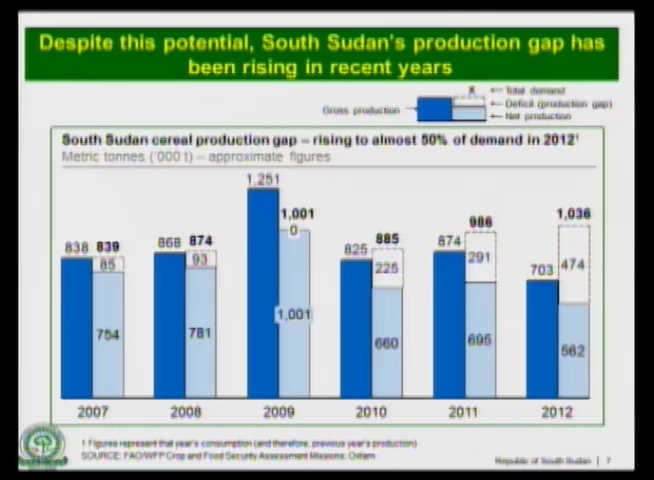 Despite this potential, South Sudan's production gap has
been rising in recent years
X Total demand
Gross production Deficit (production gap)
Net production
South Sudan cereal production gap – rising to almost 50% of demand in 2012¹
Metric tonnes ('000 t) – approximate figures
838 839 85 754
868 874 93 781
1,251 1,001 0 1,001
825 885 225 660
874 986 291 695
703 1,036 474 562
2007 2008 2009 2010 2011 2012
1 Figures represent that year's consumption (and therefore, previous year's production)
SOURCE: FAO/WFP Crop and Food Security Assessment Missions; Oxfam
Republic of South Sudan | 7